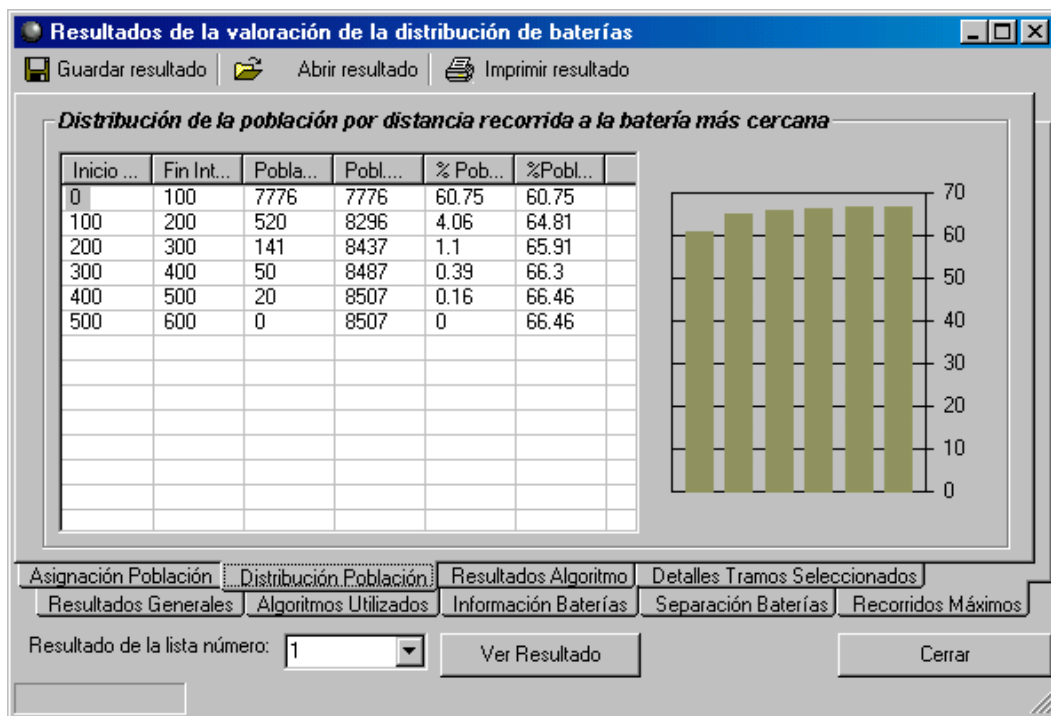 Resultados de la valoración de la distribución de baterías
Guardar resultado Abrir resultado Imprimir resultado
Distribución de la población por distancia recorrida a la batería más cercana
Inicio ... Fin Int... Pobla... Pobl.... % Pob... %Pobl...
0 100 7776 7776 60.75 60.75
100 200 520 8296 4.06 64.81
200 300 141 8437 1.1 65.91
300 400 50 8487 0.39 66.3
400 500 20 8507 0.16 66.46
500 600 0 8507 0 66.46
70
60
50
40
30
20
10
0
Asignación Población Distribución Población Resultados Algoritmo Detalles Tramos Seleccionados
Resultados Generales Algoritmos Utilizados Información Baterías Separación Baterías Recorridos Máximos
Resultado de la lista número: 1 Ver Resultado Cerrar